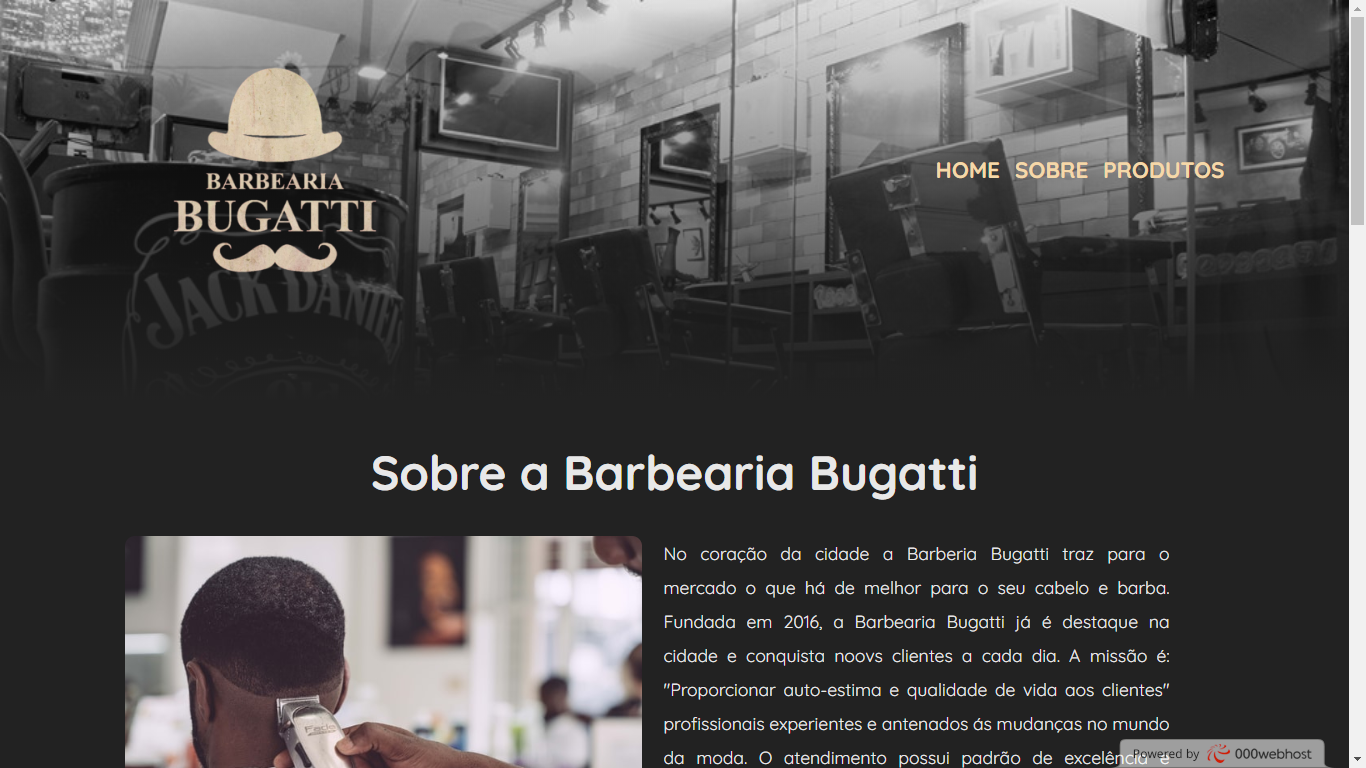 BARBEARIA
BUGATTI
JACK DANIEL
HOME SOBRE PRODUTOS
Sobre a Barbearia Bugatti
No coração da cidade a Barberia Bugatti traz para o
mercado o que há de melhor para o seu cabelo e barba.
Fundada em 2016, a Barbearia Bugatti já é destaque na
cidade e conquista noovs clientes a cada dia. A missão é:
"Proporcionar auto-estima e qualidade de vida aos clientes"
profissionais experientes e antenados ás mudanças no mundo
da moda. O atendimento possui padrão de excelência e
Fade
Powered by 000webhost